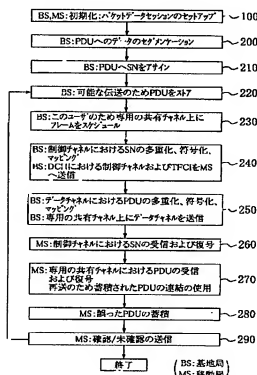 BS,MS:初期化:パケットデータセッションのセットアップ
100
BS:PDUへのデータのセグメンテーション
200
BS:PDUへSNをアサイン
210
BS:可能な伝送のためPDUをストア
220
BS:このユーザのため専用の共有チャネル上に
フレームをスケジュール
230
BS:制御チャネルにおけるSNの多重化、符号化、
マッピング
BS:DCHにおける制御チャネルおよびTFCIをMS
へ送信
240
BS:データチャネルにおけるPDUの多重化、符号化、
マッピング
BS:専用の共有チャネル上にデータチャネルを送信
250
MS:制御チャネルにおけるSNの受信および復号
260
MS:専用の共有チャネルにおけるPDUの受信
および復号
再送のため蓄積されたPDUの連結の使用
270
MS:誤ったPDUの蓄積
280
MS:確認/未確認の送信
290
終了
BS:基地局
MS:移動局